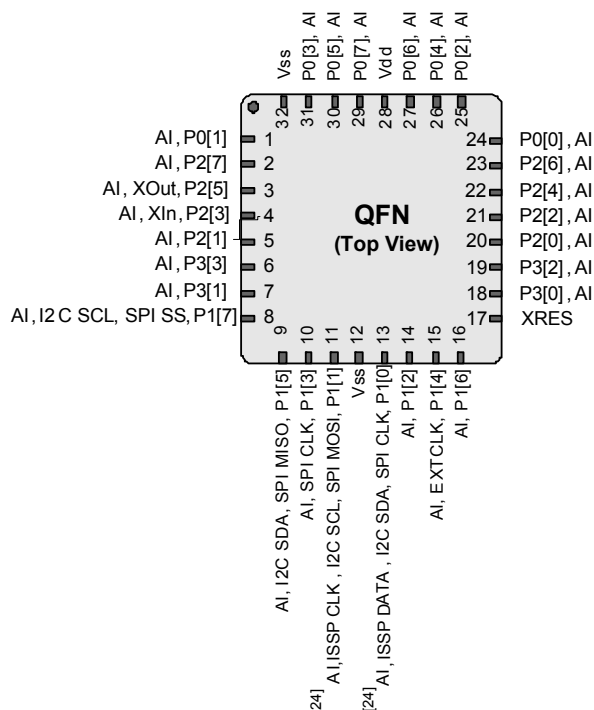 Vss
P0[3], AI
P0[5], AI
P0[7], AI
Vdd
P0[6], AI
P0[4], AI
P0[2], AI
32
31
30
29
28
27
26
25
AI, P0[1] 1
AI, P2[7] 2
AI, XOut, P2[5] 3
AI, XIn, P2[3] 4
AI, P2[1] 5
AI, P3[3] 6
AI, P3[1] 7
AI, I2C SCL, SPI SS, P1[7] 8
QFN
(Top View)
24 P0[0], AI
23 P2[6], AI
22 P2[4], AI
21 P2[2], AI
20 P2[0], AI
19 P3[2], AI
18 P3[0], AI
17 XRES
9
10
11
12
13
14
15
16
AI, I2C SDA, SPI MISO, P1[5]
AI, SPI CLK, P1[3]
[24] AI, ISSP CLK, I2C SCL, SPI MOSI, P1[1]
Vss
[24] AI, ISSP DATA, I2C SDA, SPI CLK, P1[0]
AI, P1[2]
AI, EXTCLK, P1[4]
AI, P1[6]